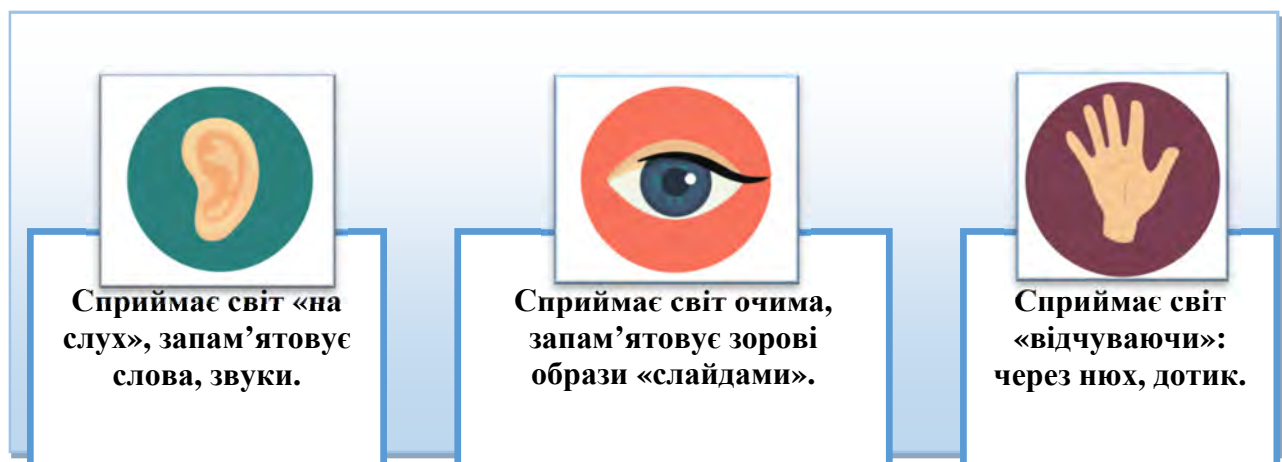 Сприймає світ «на
слух», запам’ятовує
слова, звуки.
Сприймає світ очима,
запам’ятовує зорові
образи «слайдами».
Сприймає світ
«відчуваючи»:
через нюх, дотик.